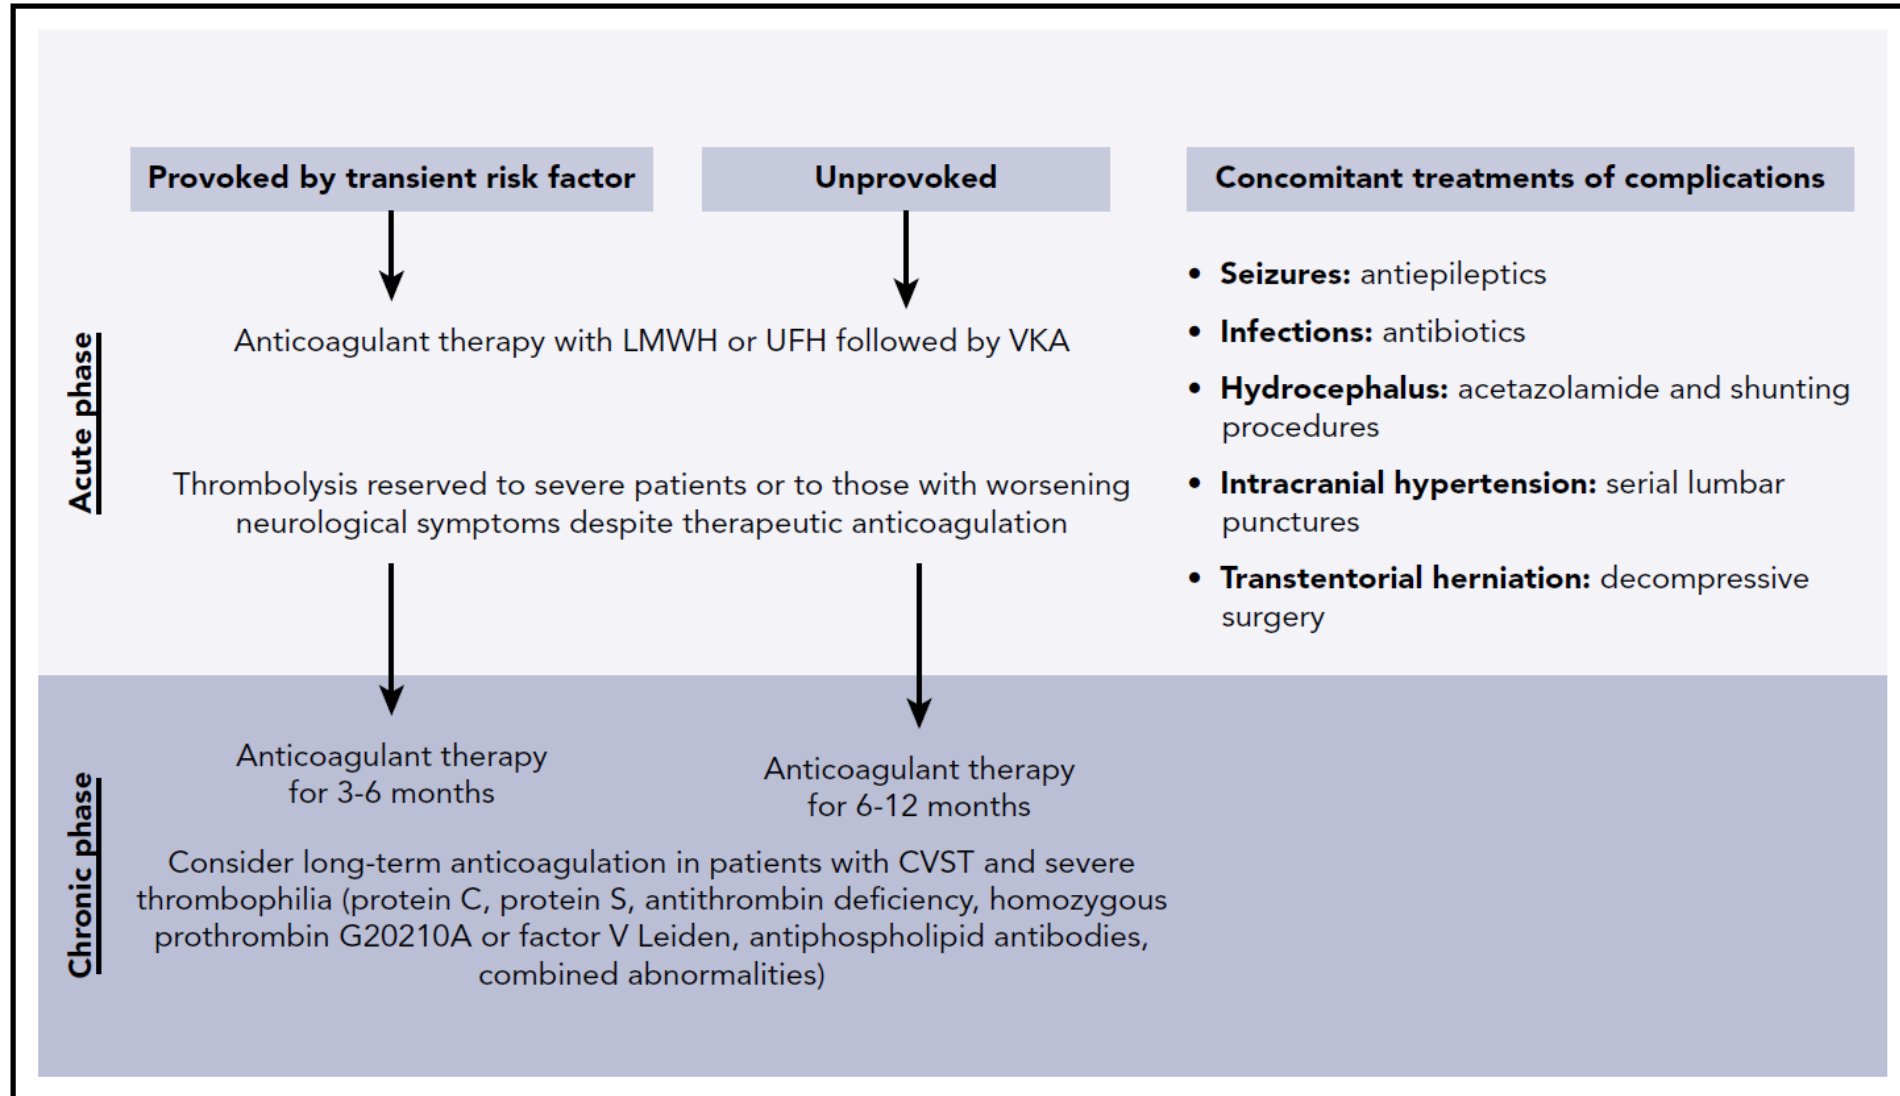 Provoked by transient risk factor
Unprovoked
Concomitant treatments of complications
Acute phase
Anticoagulant therapy with LMWH or UFH followed by VKA
Thrombolysis reserved to severe patients or to those with worsening
neurological symptoms despite therapeutic anticoagulation
• Seizures: antiepileptics
• Infections: antibiotics
• Hydrocephalus: acetazolamide and shunting
procedures
• Intracranial hypertension: serial lumbar
punctures
• Transtentorial herniation: decompressive
surgery
Chronic phase
Anticoagulant therapy
for 3-6 months
Anticoagulant therapy
for 6-12 months
Consider long-term anticoagulation in patients with CVST and severe
thrombophilia (protein C, protein S, antithrombin deficiency, homozygous
prothrombin G20210A or factor V Leiden, antiphospholipid antibodies,
combined abnormalities)